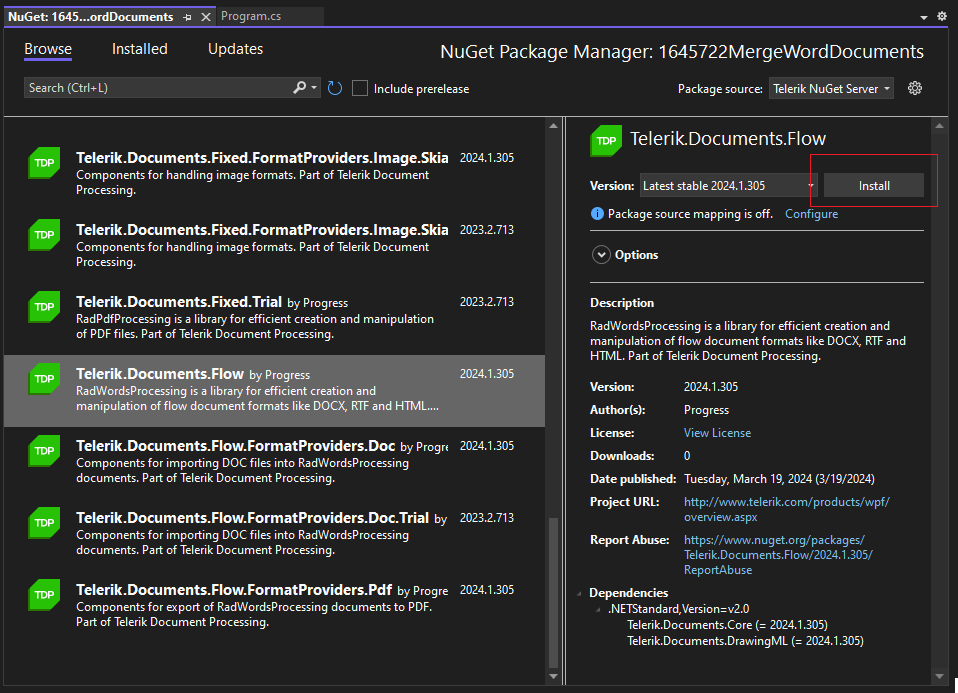 NuGet: 1645...ordDocuments
Program.cs
Browse
Installed
Updates
NuGet Package Manager: 1645722MergeWordDocuments
Search (Ctrl+L)
Include prerelease
Package source:
Telerik NuGet Server
TDP
Telerik.Documents.Fixed.FormatProviders.Image.Skia
2024.1.305
Components for handling image formats. Part of Telerik Document
Processing.
TDP
Telerik.Documents.Fixed.FormatProviders.Image.Skia
2023.2.713
Components for handling image formats. Part of Telerik Document
Processing.
TDP
Telerik.Documents.Fixed.Trial by Progress
2023.2.713
RadPdfProcessing is a library for efficient creation and manipulation
of PDF files. Part of Telerik Document Processing.
TDP
Telerik.Documents.Flow by Progress
2024.1.305
RadWordsProcessing is a library for efficient creation and
manipulation of flow document formats like DOCX, RTF and HTML....
TDP
Telerik.Documents.Flow.FormatProviders.Doc by Progre
2024.1.305
Components for importing DOC files into RadWordsProcessing
documents. Part of Telerik Document Processing.
TDP
Telerik.Documents.Flow.FormatProviders.Doc.Trial by
2023.2.713
Components for importing DOC files into RadWordsProcessing
documents. Part of Telerik Document Processing.
TDP
Telerik.Documents.Flow.FormatProviders.Pdf by Progre
2024.1.305
Components for export of RadWordsProcessing documents to PDF.
Part of Telerik Document Processing.
TDP
Telerik.Documents.Flow
Version:
Latest stable 2024.1.305
Install
Package source mapping is off. Configure
Options
Description
RadWordsProcessing is a library for efficient creation and
manipulation of flow document formats like DOCX, RTF and
HTML. Part of Telerik Document Processing.
Version: 2024.1.305
Author(s): Progress
License: View License
Downloads: 0
Date published: Tuesday, March 19, 2024 (3/19/2024)
Project URL: http://www.telerik.com/products/wpf/
overview.aspx
Report Abuse: https://www.nuget.org/packages/
Telerik.Documents.Flow/2024.1.305/
ReportAbuse
Dependencies
.NETStandard,Version=v2.0
Telerik.Documents.Core (= 2024.1.305)
Telerik.Documents.DrawingML (= 2024.1.305)